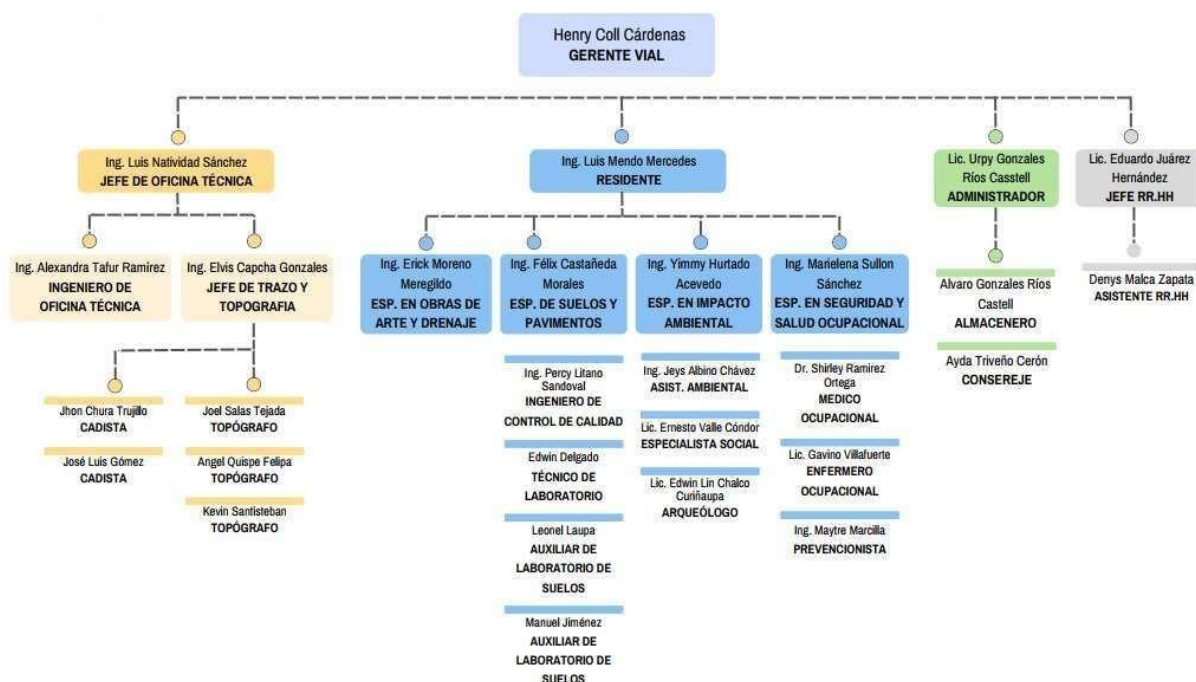 Henry Coll Cárdenas
GERENTE VIAL
Ing. Luis Natividad Sánchez
JEFE DE OFICINA TÉCNICA
Ing. Alexandra Tafur Ramírez
INGENIERO DE
OFICINA TÉCNICA
Ing. Elvis Capcha Gonzales
JEFE DE TRAZO Y
TOPOGRAFIA
Jhon Chura Trujillo
CADISTA
José Luis Gómez
CADISTA
Joel Salas Tejada
TOPÓGRAFO
Angel Quispe Felipa
TOPÓGRAFO
Kevin Santisteban
TOPÓGRAFO
Ing. Luis Mendo Mercedes
RESIDENTE
Ing. Erick Moreno
Meregildo
ESP. EN OBRAS DE
ARTE Y DRENAJE
Ing. Félix Castañeda
Morales
ESP. DE SUELOS Y
PAVIMENTOS
Ing. Percy Litano
Sandoval
INGENIERO DE
CONTROL DE CALIDAD
Edwin Delgado
TÉCNICO DE
LABORATORIO
Leonel Laupa
AUXILIAR DE
LABORATORIO DE
SUELOS
Manuel Jiménez
AUXILIAR DE
LABORATORIO DE
SUELOS
Ing. Yimmy Hurtado
Acevedo
ESP. EN IMPACTO
AMBIENTAL
Ing. Jeys Albino Chávez
ASIST. AMBIENTAL
Lic. Ernesto Valle Cóndor
ESPECIALISTA SOCIAL
Lic. Edwin Lin Chalco
Curiñaupa
ARQUEÓLOGO
Ing. Marielena Sullon
Sánchez
ESP. EN SEGURIDAD Y
SALUD OCUPACIONAL
Dr. Shirley Ramirez
Ortega
MEDICO
OCUPACIONAL
Lic. Gavino Villafuerte
ENFERMERO
OCUPACIONAL
Ing. Maytre Marcilla
PREVENCIONISTA
Lic. Urpy Gonzales
Ríos Casstell
ADMINISTRADOR
Alvaro Gonzales Ríos
Castell
ALMACENERO
Ayda Triveño Cerón
CONSEREJE
Lic. Eduardo Juárez
Hernández
JEFE RR.HH
Denys Malca Zapata
ASISTENTE RR.HH